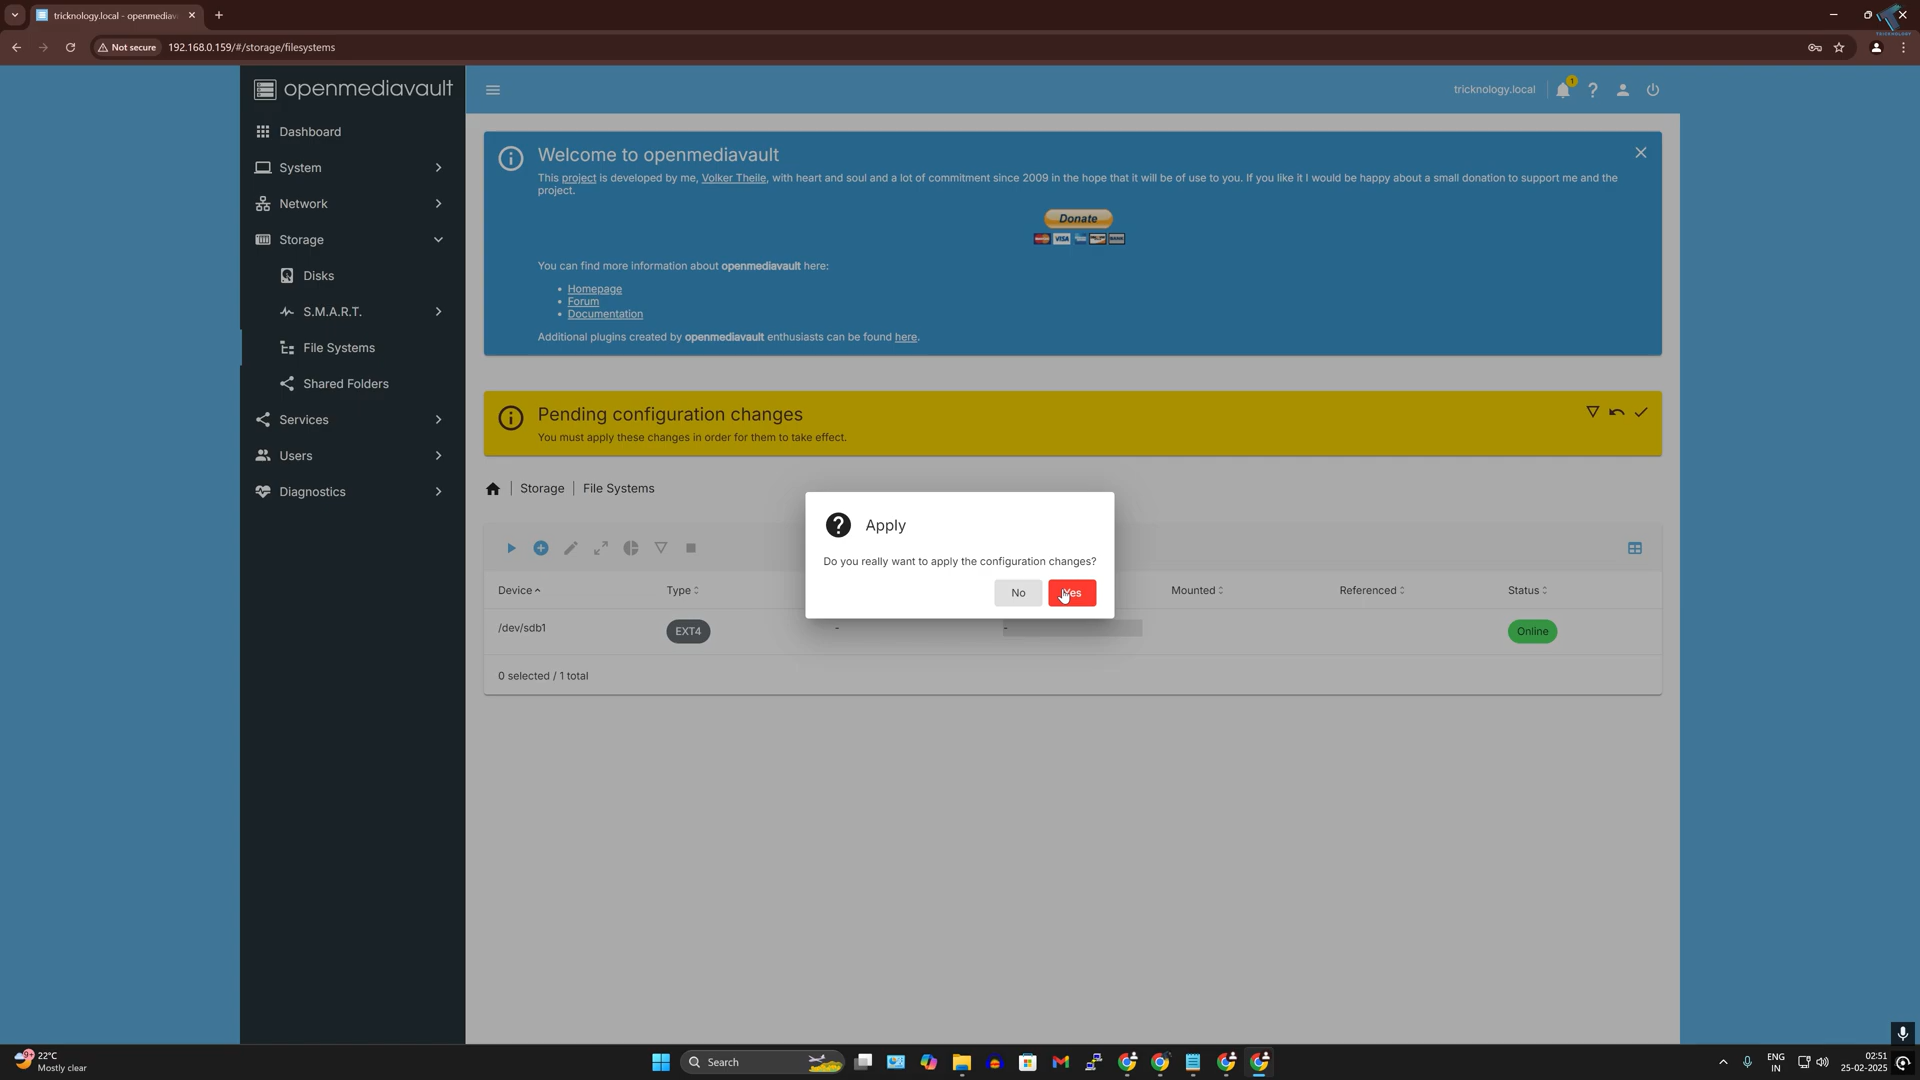 tricknology.local - openmediav
TRICKNOLOGY
Not secure
192.168.0.159/#/storage/filesystems
openmediavault
tricknology.local
1
Dashboard
System
Network
Storage
Disks
S.M.A.R.T.
File Systems
Shared Folders
Services
Users
Diagnostics
Welcome to openmediavault
This project is developed by me, Volker Theile, with heart and soul and a lot of commitment since 2009 in the hope that it will be of use to you. If you like it I would be happy about a small donation to support me and the
project.
Donate
VISA
You can find more information about openmediavault here:
• Homepage
• Forum
• Documentation
Additional plugins created by openmediavault enthusiasts can be found here.
Pending configuration changes
You must apply these changes in order for them to take effect.
Storage | File Systems
Apply
Do you really want to apply the configuration changes?
No
Yes
Device
Type
Mounted
Referenced
Status
/dev/sdb1
EXT4
-
-
Online
0 selected / 1 total
22°C
Mostly clear
Search
ENG
IN
02:51
25-02-2025